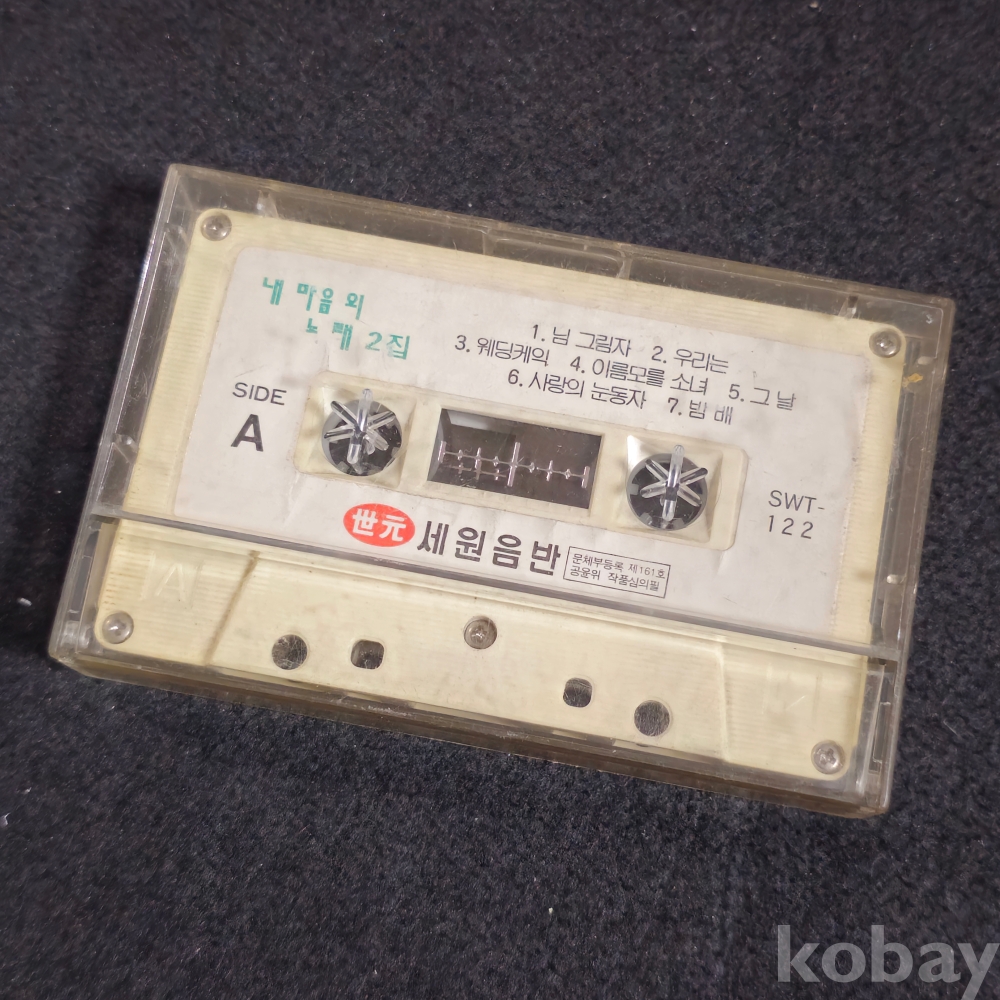 내 마음의
노래 2집
1. 님 그림자 2. 우리는
3. 웨딩케익 4. 이름모를 소녀 5. 그 날
6. 사랑의 눈동자 7. 밤 배
SIDE
A
SWT-
122
世元 세원음반
문체부등록 제161호
공윤위 작품심의필
kobay